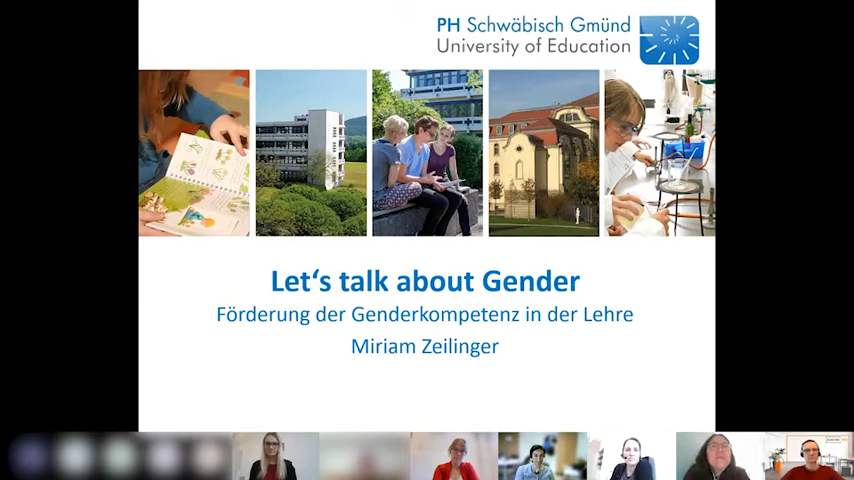 PH Schwäbisch Gmünd
University of Education
Let‘s talk about Gender
Förderung der Genderkompetenz in der Lehre
Miriam Zeilinger